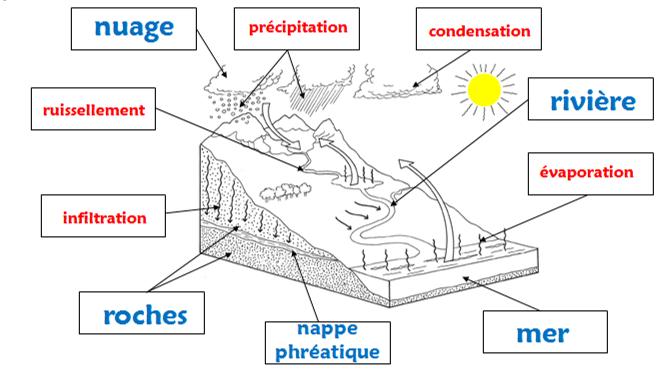 nuage
précipitation
condensation
ruissellement
rivière
évaporation
infiltration
roches
nappe
phréatique
mer